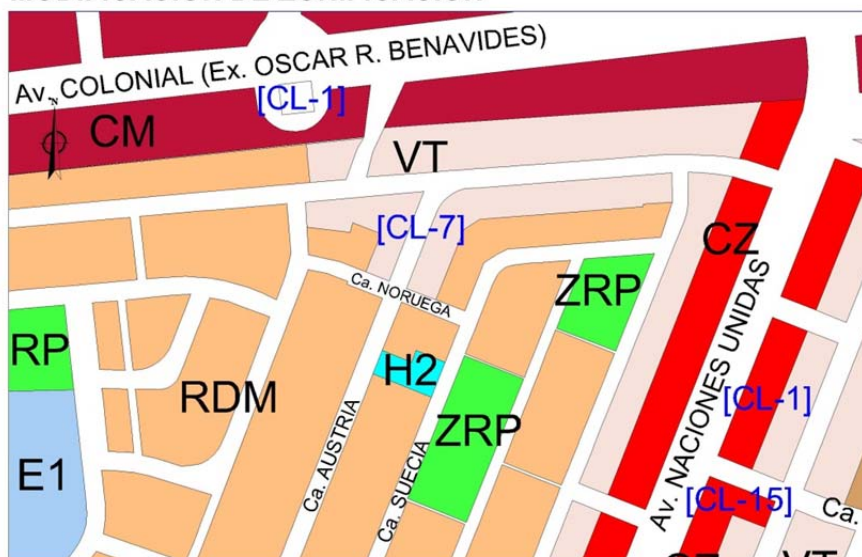 Av. COLONIAL (Ex. OSCAR R. BENAVIDES)
[CL-1]
N
CM
VT
[CL-7]
CZ
Ca. NORUEGA
ZRP
RP
H2
RDM
ZRP
[CL-1]
E1
Ca. AUSTRIA
Ca. SUECIA
Av. NACIONES UNIDAS
[CL-15]
Ca.